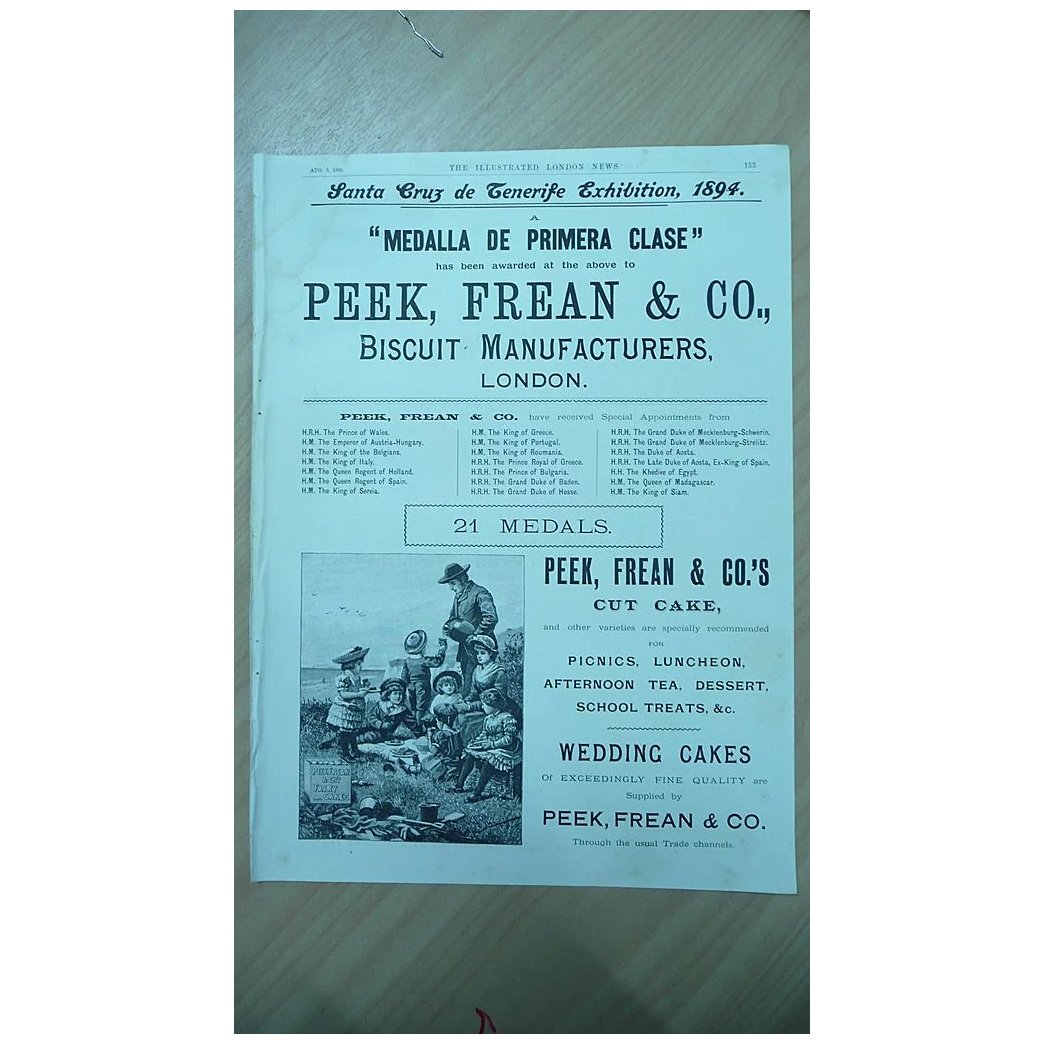 AUG. 3, 1895
THE ILLUSTRATED LONDON NEWS
153
Santa Cruz de Tenerife Exhibition, 1894.
A
"MEDALLA DE PRIMERA CLASE"
has been awarded at the above to
PEEK, FREAN & CO.,
BISCUIT MANUFACTURERS,
LONDON.
PEEK, FREAN & CO. have received Special Appointments from
H.R.H. The Prince of Wales.
H.M. The Emperor of Austria-Hungary.
H.M. The King of the Belgians.
H.M. The King of Italy.
H.M. The Queen Regent of Holland.
H.M. The Queen Regent of Spain.
H.M. The King of Servia.
H.M. The King of Greece.
H.M. The King of Portugal.
H.M. The King of Roumania.
H.R.H. The Prince Royal of Greece.
H.R.H. The Prince of Bulgaria.
H.R.H. The Grand Duke of Baden.
H.R.H. The Grand Duke of Hesse.
H.R.H. The Grand Duke of Mecklenburg-Schwerin.
H.R.H. The Grand Duke of Mecklenburg-Strelitz.
H.R.H. The Duke of Aosta.
H.R.H. The Late Duke of Aosta, Ex-King of Spain.
H.H. The Khedive of Egypt.
H.M. The Queen of Madagascar.
H.M. The King of Siam.
21 MEDALS.
PEEK, FREAN & CO.'S
CUT CAKE,
and other varieties are specially recommended
FOR
PICNICS, LUNCHEON,
AFTERNOON TEA, DESSERT,
SCHOOL TREATS, &c.
WEDDING CAKES
Of EXCEEDINGLY FINE QUALITY are
Supplied by
PEEK, FREAN & CO.
Through the usual Trade channels.
PEEK FREAN
& CO.'S
FAIRY
CAKES